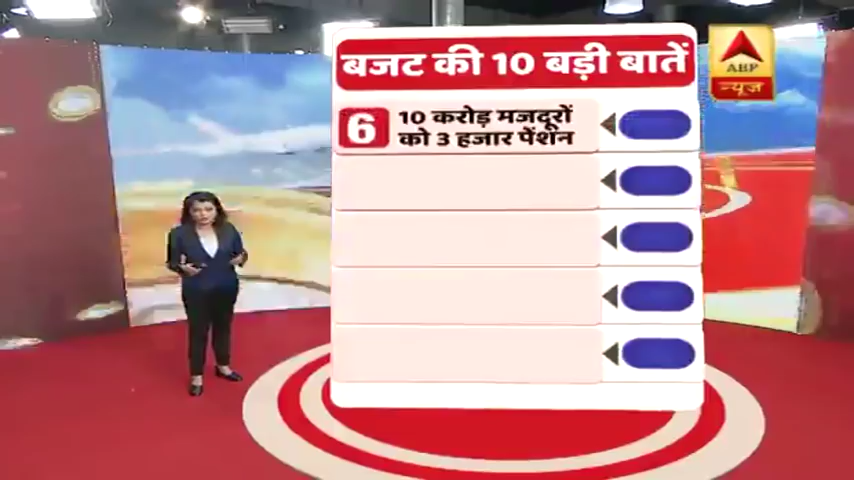 बजट की 10 बड़ी बातें
ABP
न्यूज़
6
10 करोड़ मजदूरों
को 3 हजार पेंशन